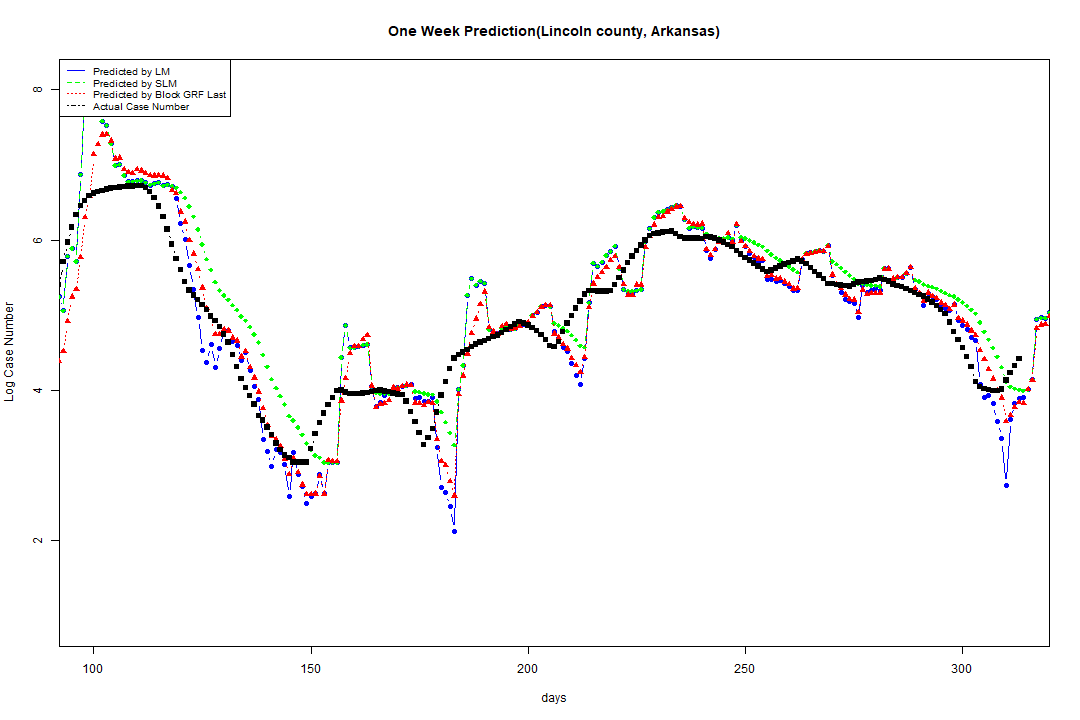 One Week Prediction(Lincoln county, Arkansas)
Predicted by LM
Predicted by SLM
Predicted by Block GRF Last
Actual Case Number
Log Case Number
8
6
4
2
100 150 200 250 300
days